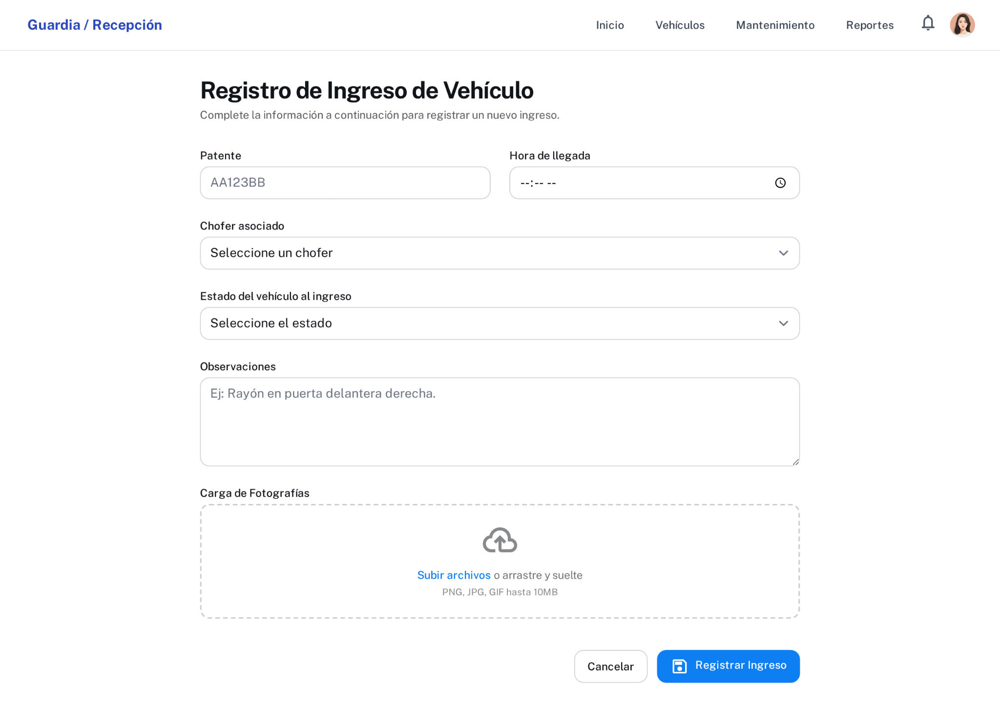 Guardia / Recepción
Inicio
Vehículos
Mantenimiento
Reportes
Registro de Ingreso de Vehículo
Complete la información a continuación para registrar un nuevo ingreso.
Patente
Hora de llegada
AA123BB
--:-- --
Chofer asociado
Seleccione un chofer
Estado del vehículo al ingreso
Seleccione el estado
Observaciones
Ej: Rayón en puerta delantera derecha.
Carga de Fotografías
Subir archivos o arrastre y suelte
PNG, JPG, GIF hasta 10MB
Cancelar
Registrar Ingreso